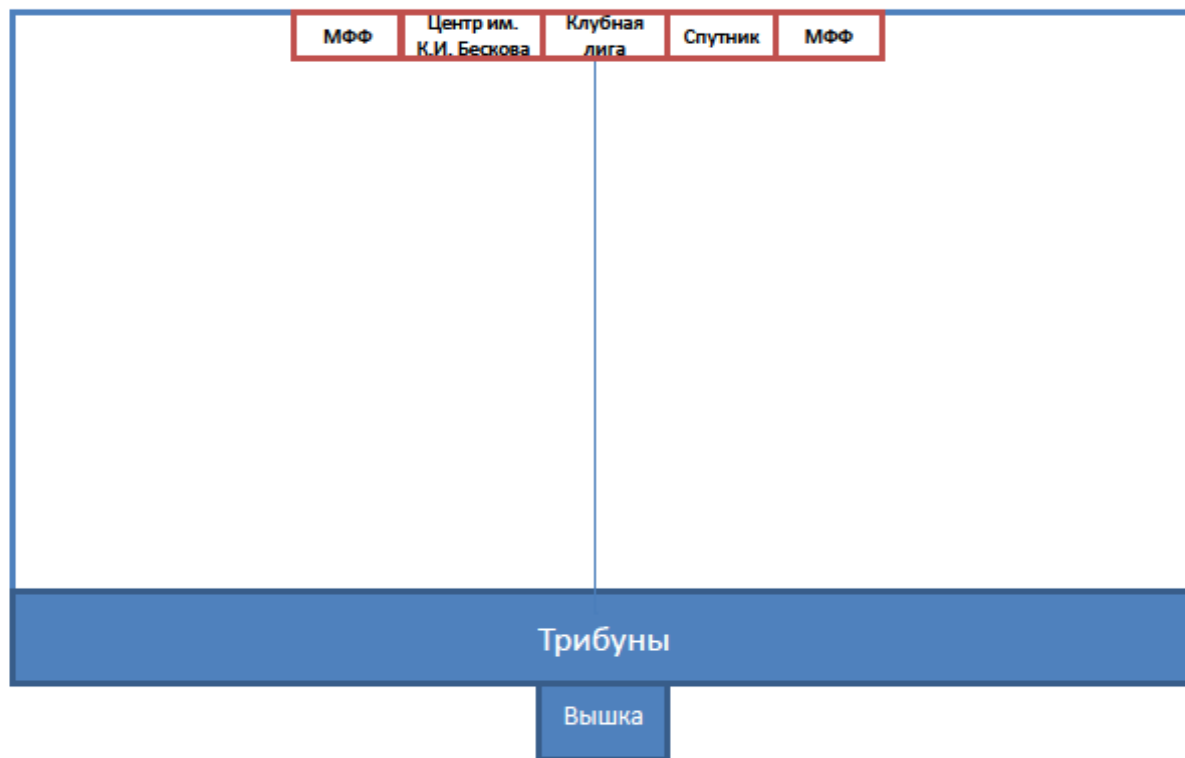 МФФ
Центр им.
К.И. Бескова
Клубная
лига
Спутник
МФФ
Трибуны
Вышка